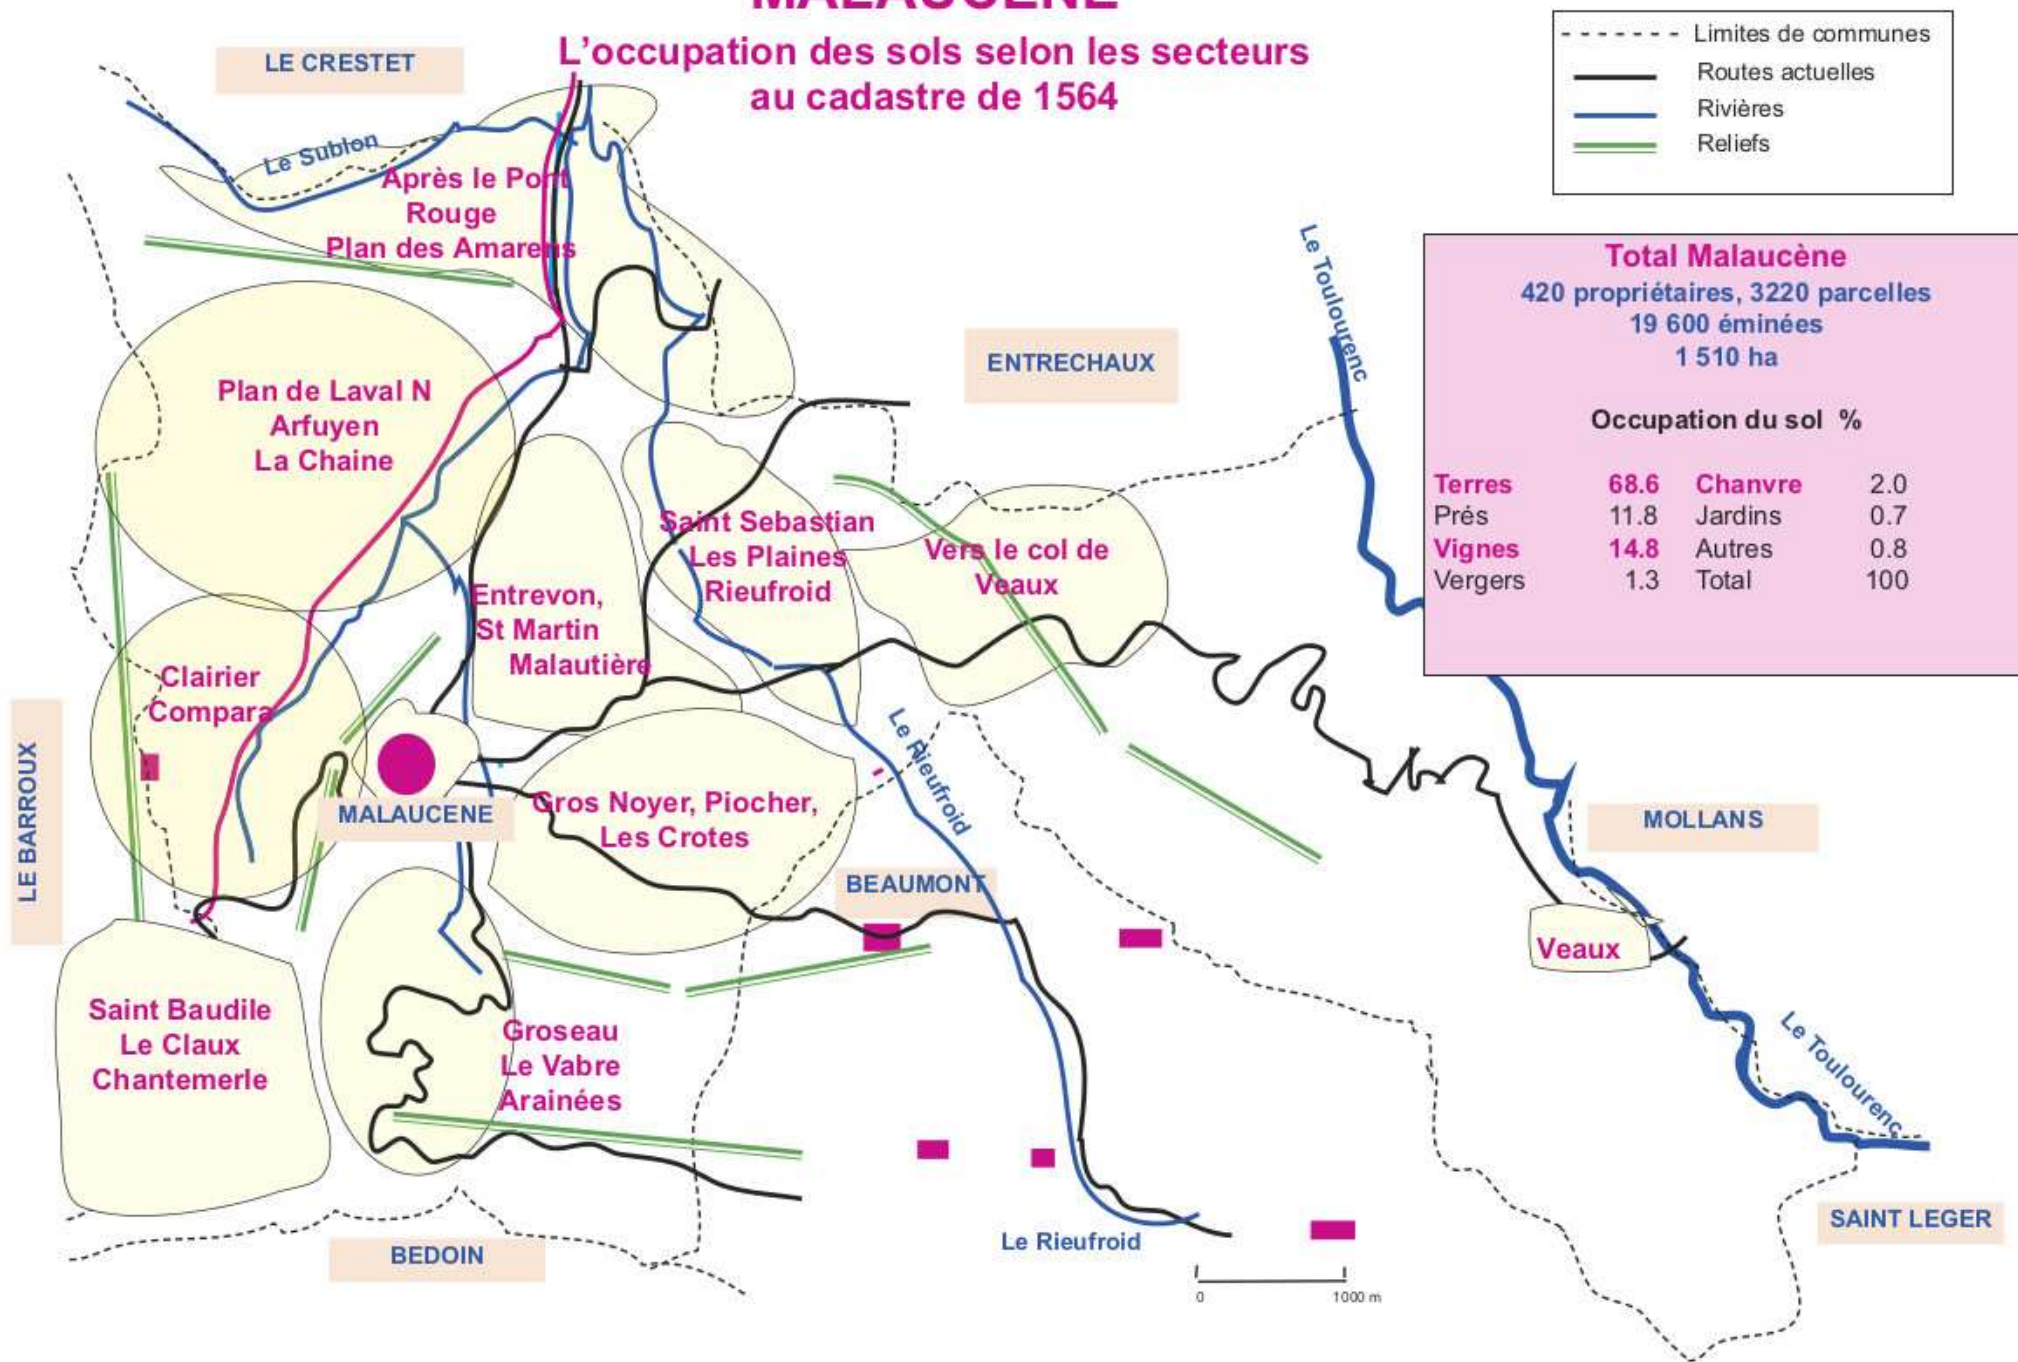 MALAUCENE
L'occupation des sols selon les secteurs
au cadastre de 1564
Limites de communes
Routes actuelles
Rivières
Reliefs
LE CRESTET
Le Sublon
Après le Pont
Rouge
Plan des Amarens
Le Toulourenc
Total Malaucène
420 propriétaires, 3220 parcelles
19 600 éminées
1 510 ha
Occupation du sol %
Terres 68.6 Chanvre 2.0
Prés 11.8 Jardins 0.7
Vignes 14.8 Autres 0.8
Vergers 1.3 Total 100
ENTRECHAUX
Plan de Laval N
Arfuyen
La Chaine
Saint Sebastian
Les Plaines
Rieufroid
Vers le col de
Veaux
Entrevon,
St Martin
Malautière
Clairier
Compara
LE BARROUX
MALAUCENE
Gros Noyer, Piocher,
Les Crotes
Le Rieufroid
BEAUMONT
MOLLANS
Veaux
Saint Baudile
Le Claux
Chantemerle
Groseau
Le Vabre
Arainées
Le Toulourenc
SAINT LEGER
BEDOIN
Le Rieufroid
0 1000 m